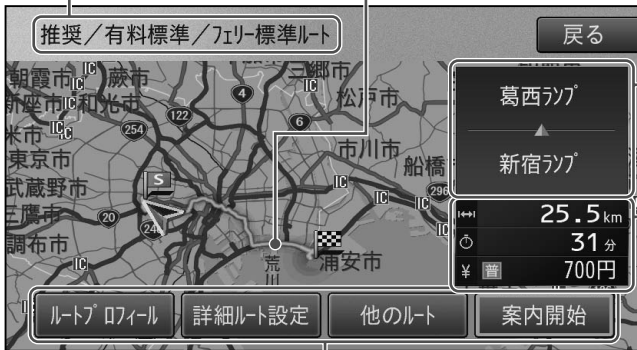 推奨／有料標準／フェリー標準ルート
戻る
朝霞市
蕨市
三郷市
新座市
和光市
松戸市
4
122
6
254
IC
葛西ランプ
新宿ランプ
東京市
市川市
船橋
IC
296
武蔵野市
S
三鷹市
20
246
調布市
荒川
浦安市
25.5km
31分
¥ 普 700円
ルートプロフィール
詳細ルート設定
他のルート
案内開始